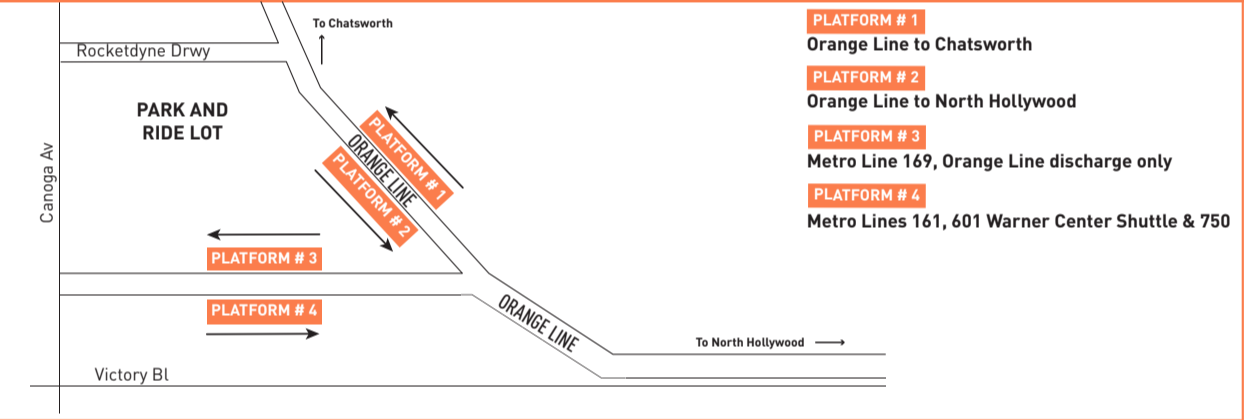 To Chatsworth
Rocketdyne Drwy
PARK AND
RIDE LOT
Canoga Av
PLATFORM # 1
ORANGE LINE
PLATFORM # 2
PLATFORM # 3
PLATFORM # 4
ORANGE LINE
To North Hollywood
Victory Bl
PLATFORM # 1
Orange Line to Chatsworth
PLATFORM # 2
Orange Line to North Hollywood
PLATFORM # 3
Metro Line 169, Orange Line discharge only
PLATFORM # 4
Metro Lines 161, 601 Warner Center Shuttle & 750